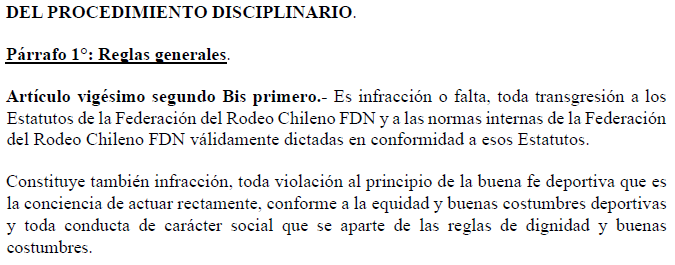 DEL PROCEDIMIENTO DISCIPLINARIO.
Párrafo 1°: Reglas generales.
Artículo vigésimo segundo Bis primero.- Es infracción o falta, toda transgresión a los
Estatutos de la Federación del Rodeo Chileno FDN y a las normas internas de la Federación
del Rodeo Chileno FDN válidamente dictadas en conformidad a esos Estatutos.
Constituye también infracción, toda violación al principio de la buena fe deportiva que es
la conciencia de actuar rectamente, conforme a la equidad y buenas costumbres deportivas
y toda conducta de carácter social que se aparte de las reglas de dignidad y buenas
costumbres.